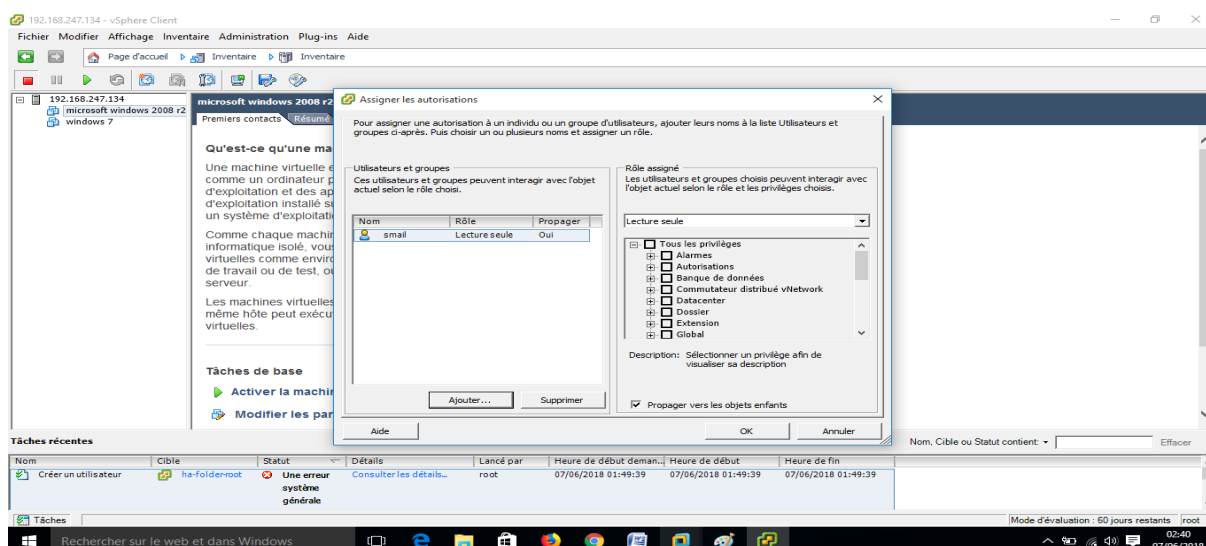 192.168.247.134 - vSphere Client
Fichier Modifier Affichage Inventaire Administration Plug-ins Aide
Page d'accueil Inventaire Inventaire
192.168.247.134
microsoft windows 2008 r2
windows 7
microsoft windows 2008 r2
Premiers contacts Résumé
Qu'est-ce qu'une ma
Une machine virtuelle e
comme un ordinateur p
d'exploitation et des ap
d'exploitation installé su
un système d'exploitati
Comme chaque machin
informatique isolé, vous
virtuelles comme enviro
de travail ou de test, ou
serveur.
Les machines virtuelles
même hôte peut exécu
virtuelles.
Tâches de base
Activer la machin
Modifier les par
Assigner les autorisations
Pour assigner une autorisation à un individu ou un groupe d'utilisateurs, ajouter leurs noms à la liste Utilisateurs et
groupes ci-après. Puis choisir un ou plusieurs noms et assigner un rôle.
Utilisateurs et groupes
Ces utilisateurs et groupes peuvent interagir avec l'objet
actuel selon le rôle choisi.
Nom Rôle Propager
smail Lecture seule Oui
Ajouter... Supprimer
Rôle assigné
Les utilisateurs et groupes choisis peuvent interagir avec
l'objet actuel selon le rôle et les privilèges choisis.
Lecture seule
Tous les privilèges
Alarmes
Autorisations
Banque de données
Commutateur distribué vNetwork
Datacenter
Dossier
Extension
Global
Description: Sélectionner un privilège afin de
visualiser sa description
Propager vers les objets enfants
Aide OK Annuler
Tâches récentes
Nom, Cible ou Statut contient: Effacer
Nom Cible Statut Détails Lancé par Heure de début deman.. Heure de début Heure de fin
Créer un utilisateur ha-folder-root Une erreur système générale Consulter les détails... root 07/06/2018 01:49:39 07/06/2018 01:49:39 07/06/2018 01:49:39
Tâches
Mode d'évaluation : 60 jours restants root
Rechercher sur le web et dans Windows
02:40
07/06/2018